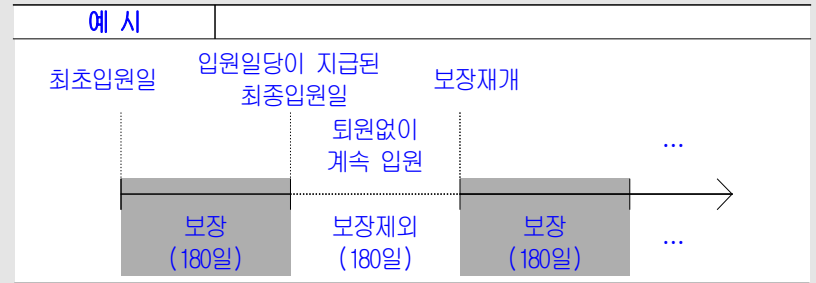 예 시
최초입원일
입원일당이 지급된
최종입원일
보장재개
퇴원없이
계속 입원
...
보장
(180일)
보장제외
(180일)
보장
(180일)
...